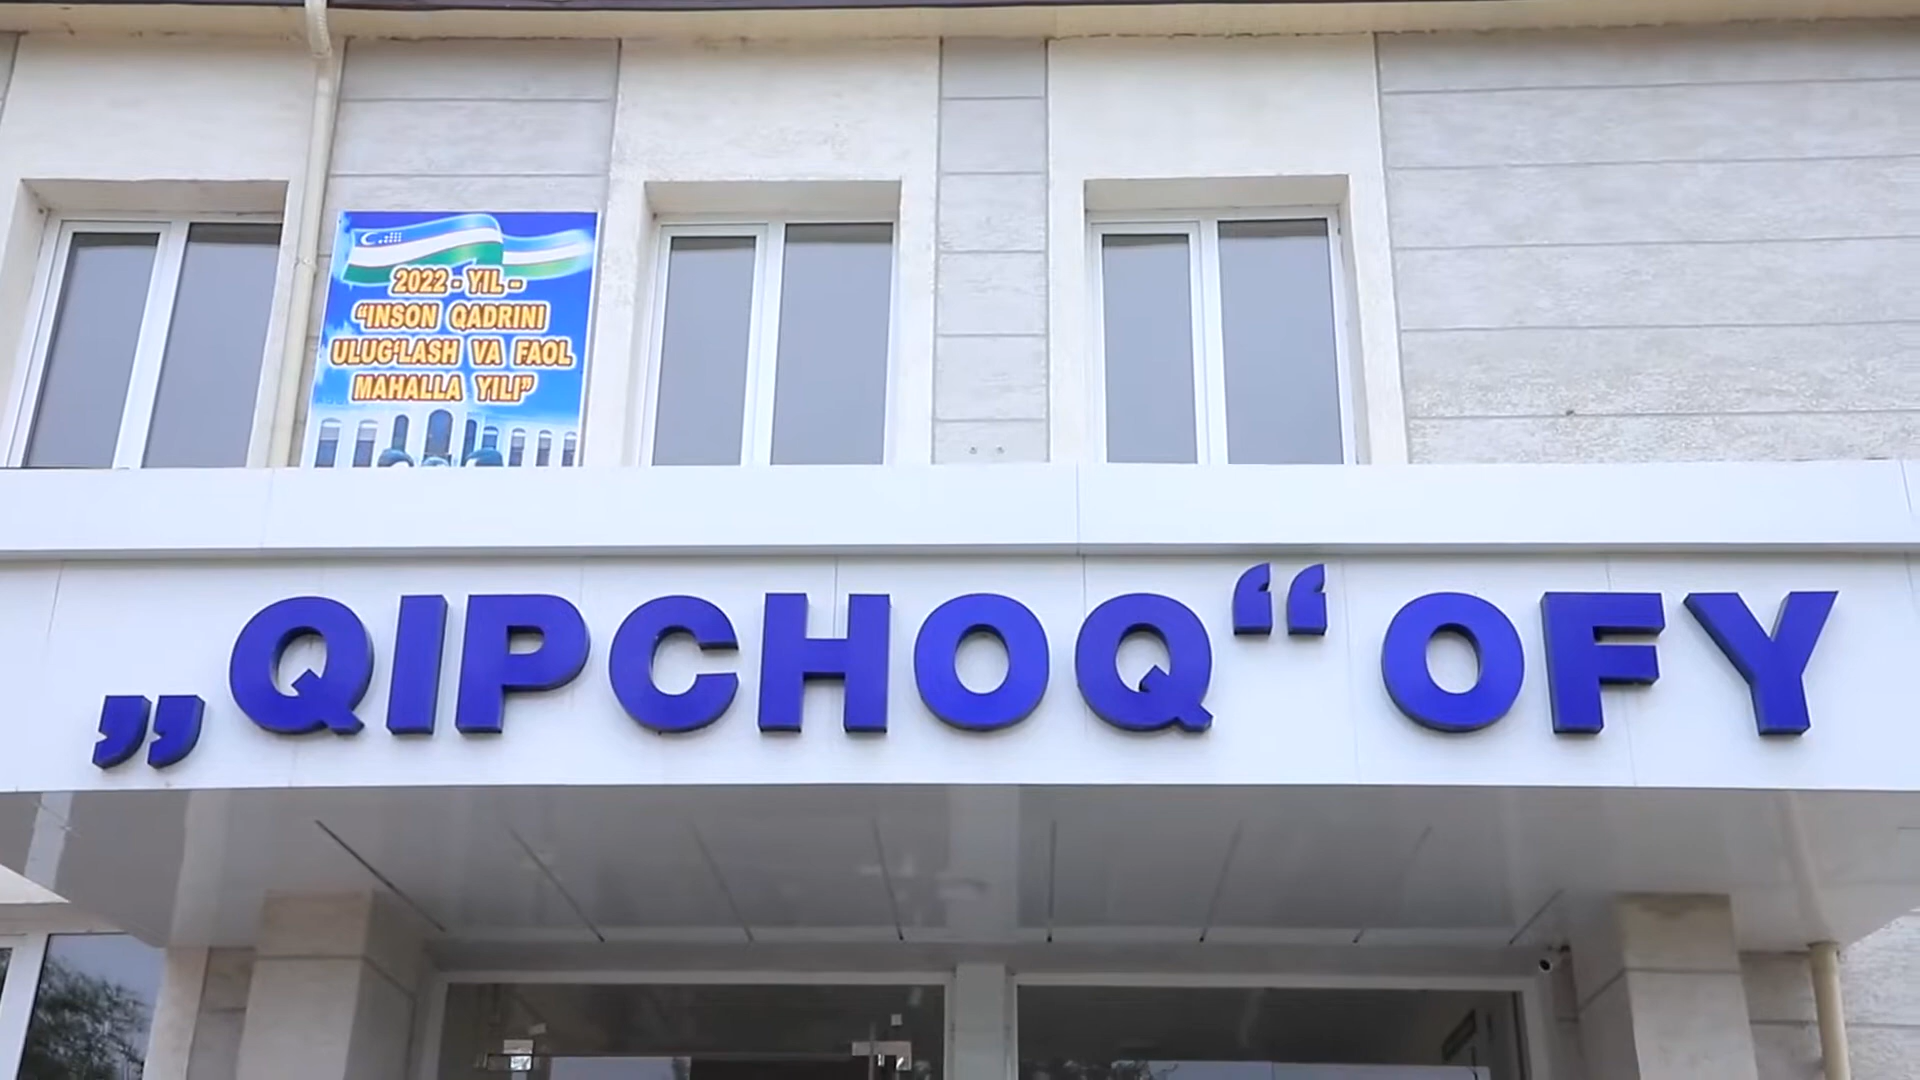 2022 - YIL -
“INSON QADRINI
ULUG‘LASH VA FAOL
MAHALLA YILI”
„QIPCHOQ“ OFY